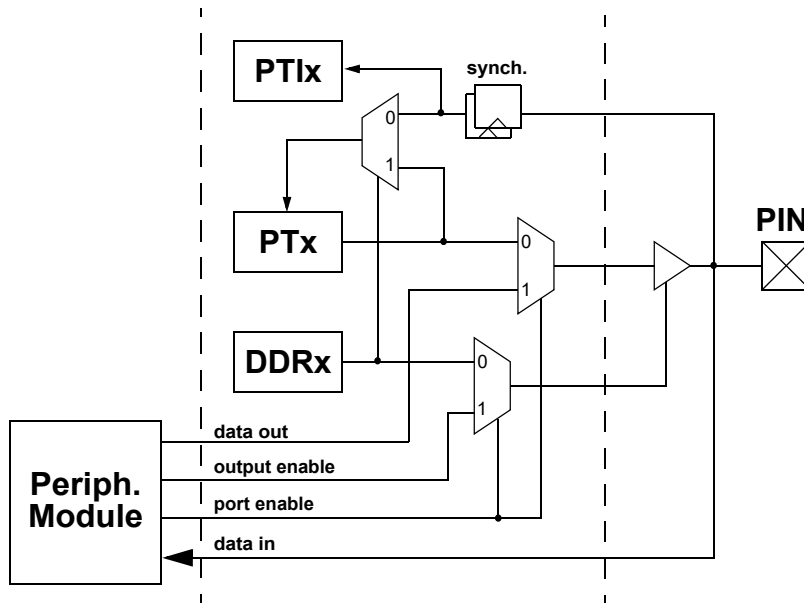 PTIx
synch.
0
1
PTx
0
PIN
1
DDRx
0
1
data out
output enable
Periph.
Module
port enable
data in